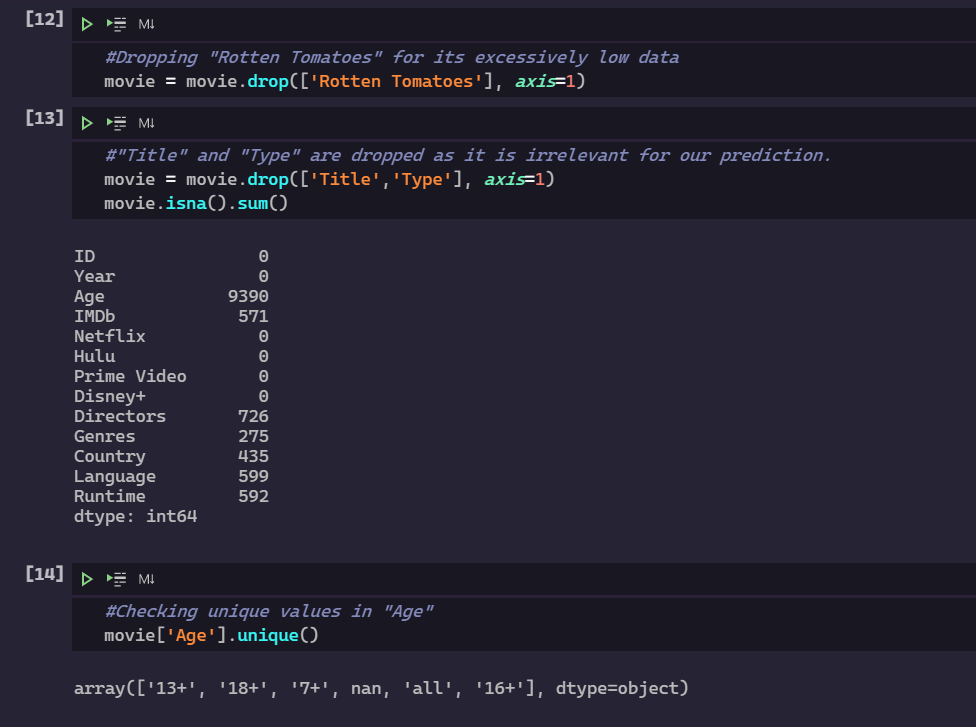 [12]
M↓
#Dropping "Rotten Tomatoes" for its excessively low data
movie = movie.drop(['Rotten Tomatoes'], axis=1)
[13]
M↓
#"Title" and "Type" are dropped as it is irrelevant for our prediction.
movie = movie.drop(['Title','Type'], axis=1)
movie.isna().sum()
ID 0
Year 0
Age 9390
IMDb 571
Netflix 0
Hulu 0
Prime Video 0
Disney+ 0
Directors 726
Genres 275
Country 435
Language 599
Runtime 592
dtype: int64
[14]
M↓
#Checking unique values in "Age"
movie['Age'].unique()
array(['13+', '18+', '7+', nan, 'all', '16+'], dtype=object)